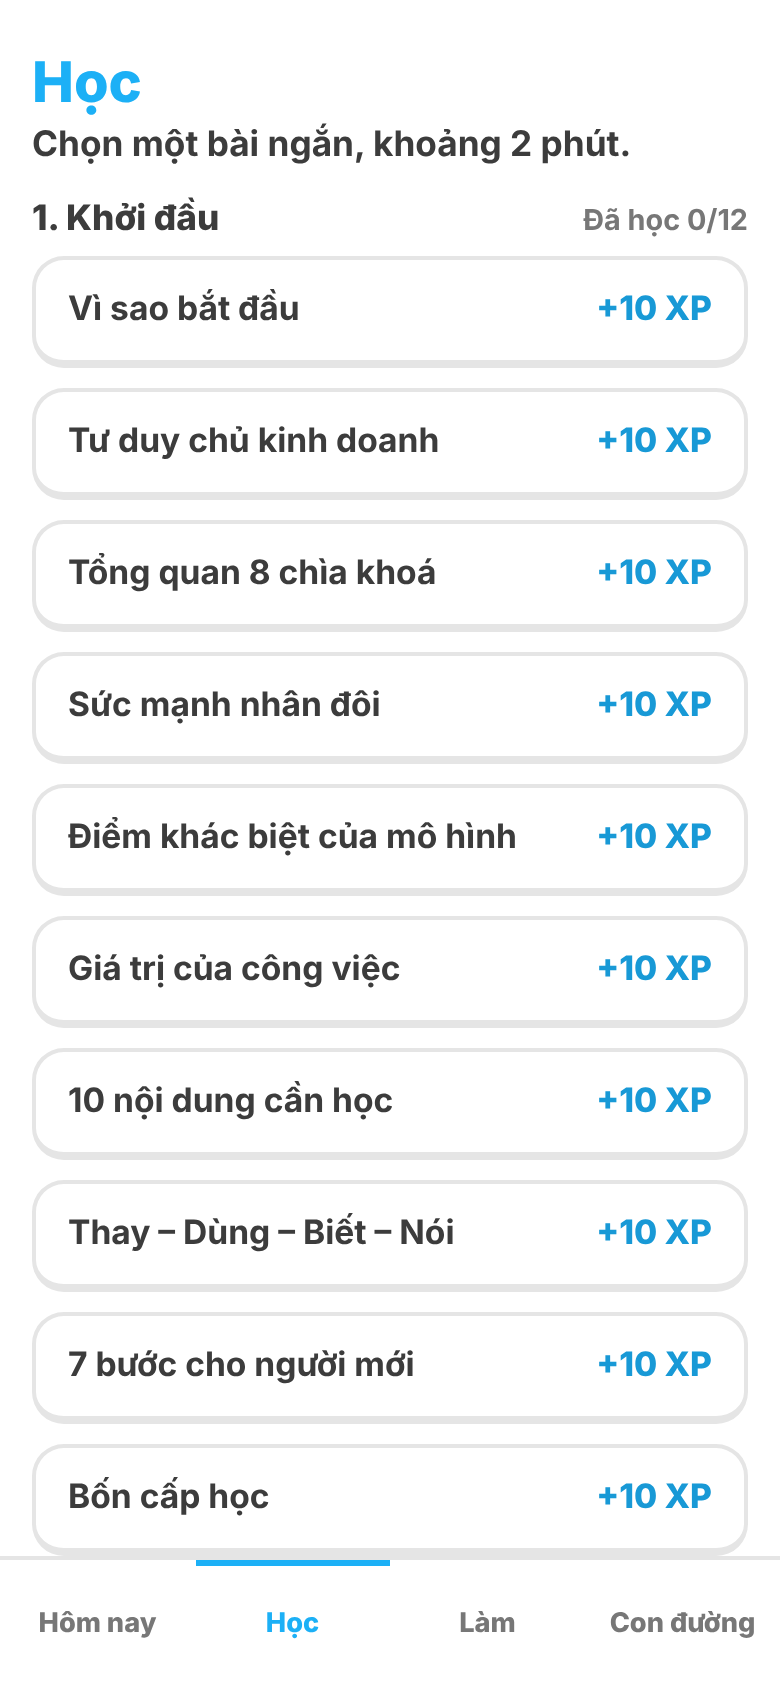 Học
Chọn một bài ngắn, khoảng 2 phút.
1. Khởi đầu
Đã học 0/12
Vì sao bắt đầu
+10 XP
Tư duy chủ kinh doanh
+10 XP
Tổng quan 8 chìa khoá
+10 XP
Sức mạnh nhân đôi
+10 XP
Điểm khác biệt của mô hình
+10 XP
Giá trị của công việc
+10 XP
10 nội dung cần học
+10 XP
Thay – Dùng – Biết – Nói
+10 XP
7 bước cho người mới
+10 XP
Bốn cấp học
+10 XP
Hôm nay
Học
Làm
Con đường